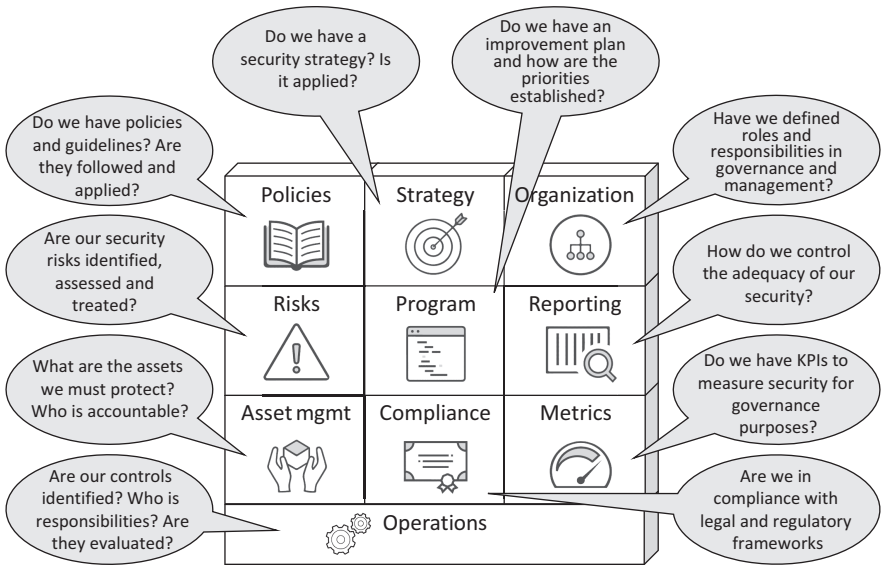 Do we have a
security strategy? Is
it applied?
Do we have an
improvement plan
and how are the
priorities
established?
Do we have policies
and guidelines? Are
they followed and
applied?
Have we defined
roles and
responsibilities in
governance and
management?
Policies
Strategy
Organization
Are our security
risks identified,
assessed and
treated?
How do we control
the adequacy of our
security?
Risks
Program
Reporting
What are the assets
we must protect?
Who is accountable?
Do we have KPIs to
measure security for
governance
purposes?
Asset mgmt
Compliance
Metrics
Are our controls
identified? Who is
responsibilities? Are
they evaluated?
Are we in
compliance with
legal and regulatory
frameworks
Operations